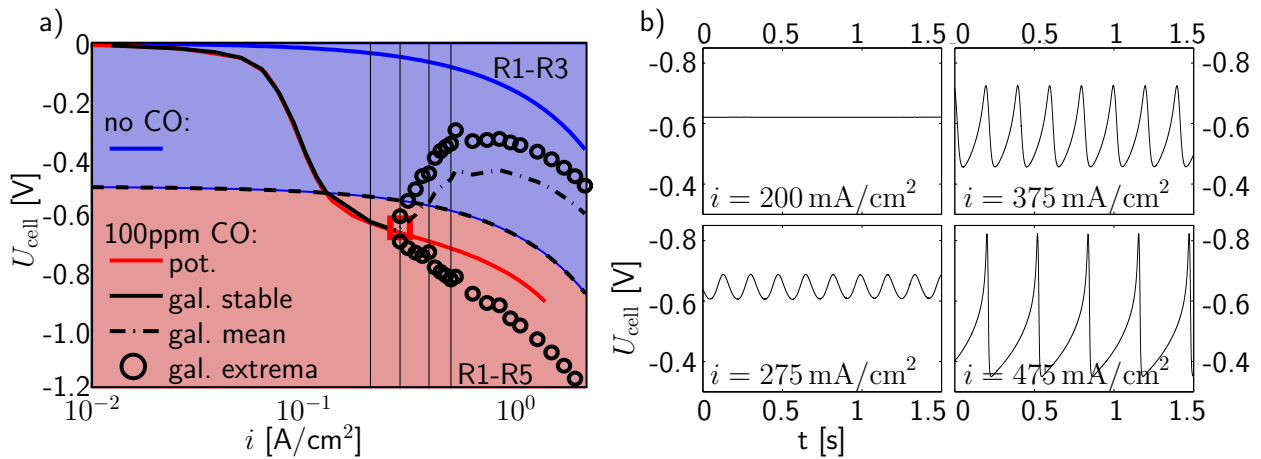 a)
0
-0.2
-0.4
-0.6
-0.8
-1.0
-1.2
U_cell [V]
R1-R3
no CO:
100ppm CO:
pot.
gal. stable
gal. mean
gal. extrema
R1-R5
10^-2
10^-1
10^0
i [A/cm^2]
b)
0 0.5 1 1.5
0 0.5 1 1.5
-0.8
-0.6
-0.4
-0.8
-0.6
-0.4
i = 200 mA/cm^2
i = 375 mA/cm^2
U_cell [V]
-0.8
-0.6
-0.4
-0.8
-0.6
-0.4
i = 275 mA/cm^2
i = 475 mA/cm^2
0 0.5 1 1.5
0 0.5 1 1.5
t [s]